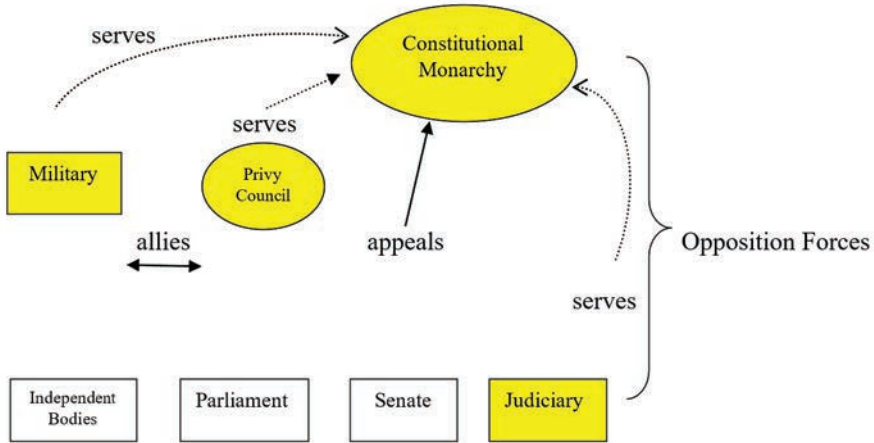 serves
Constitutional
Monarchy
serves
Military
Privy
Council
allies
appeals
Opposition Forces
serves
Independent
Bodies
Parliament
Senate
Judiciary